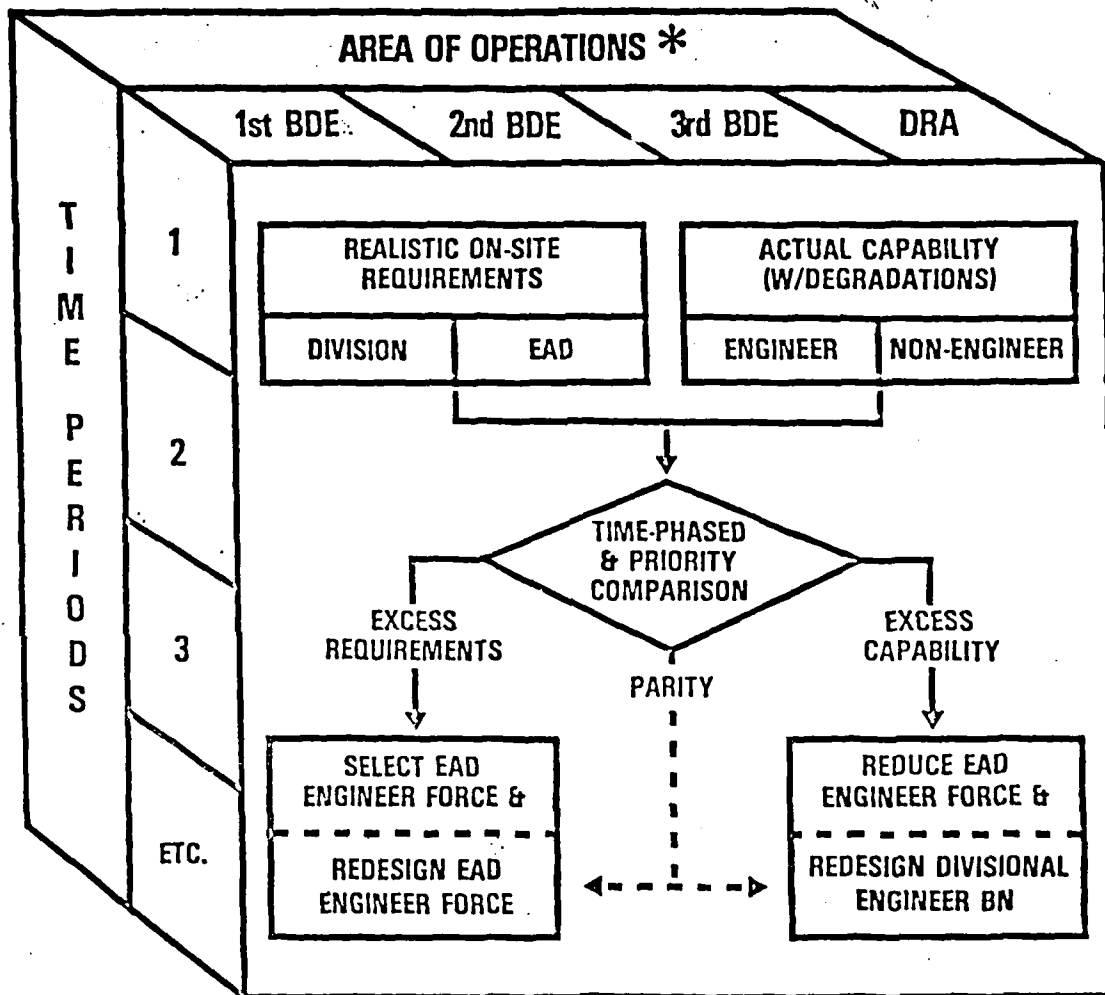 AREA OF OPERATIONS *
1st BDE 2nd BDE 3rd BDE DRA
TIME PERIODS
1
2
3
ETC.
REALISTIC ON-SITE
REQUIREMENTS
DIVISION EAD
ACTUAL CAPABILITY
(W/DEGRADATIONS)
ENGINEER NON-ENGINEER
TIME-PHASED
& PRIORITY
COMPARISON
EXCESS
REQUIREMENTS
PARITY
EXCESS
CAPABILITY
SELECT EAD
ENGINEER FORCE &
REDESIGN EAD
ENGINEER FORCE
REDUCE EAD
ENGINEER FORCE &
REDESIGN DIVISIONAL
ENGINEER BN